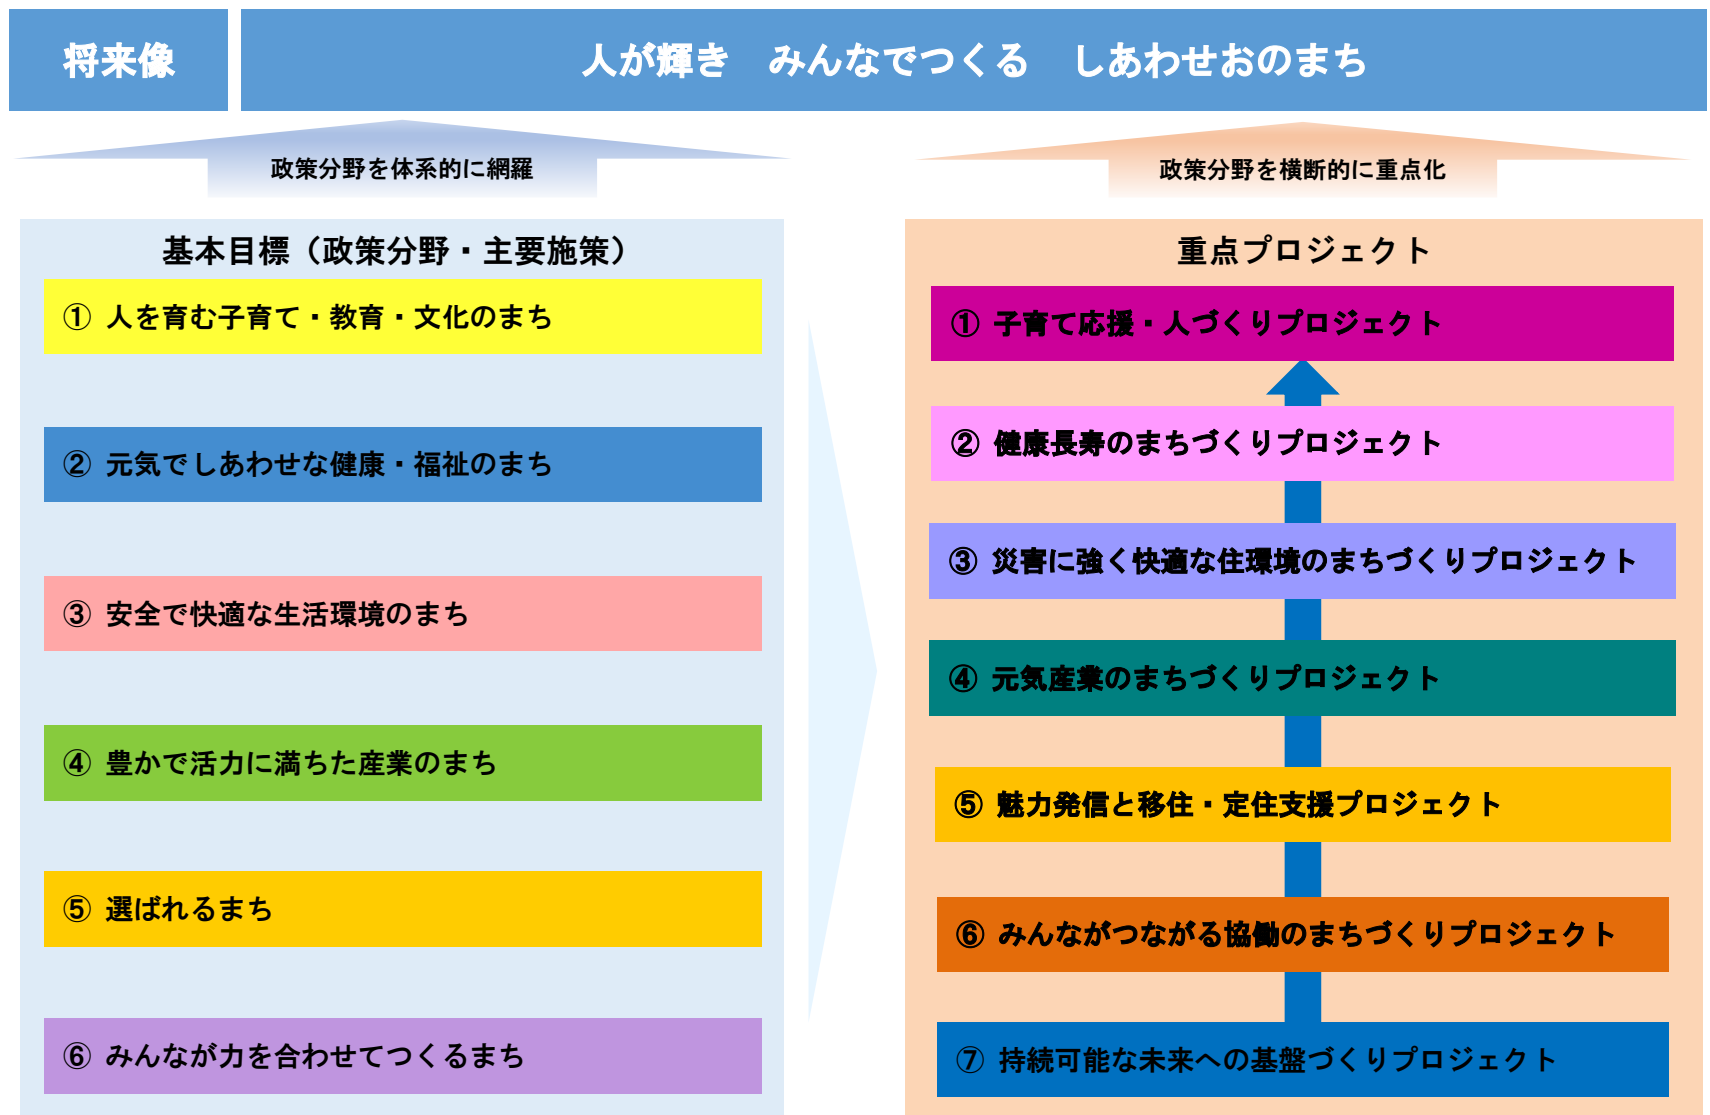 将来像
人が輝き　みんなでつくる　しあわせおのまち
政策分野を体系的に網羅
基本目標（政策分野・主要施策）
① 人を育む子育て・教育・文化のまち
② 元気でしあわせな健康・福祉のまち
③ 安全で快適な生活環境のまち
④ 豊かで活力に満ちた産業のまち
⑤ 選ばれるまち
⑥ みんなが力を合わせてつくるまち
政策分野を横断的に重点化
重点プロジェクト
① 子育て応援・人づくりプロジェクト
② 健康長寿のまちづくりプロジェクト
③ 災害に強く快適な住環境のまちづくりプロジェクト
④ 元気産業のまちづくりプロジェクト
⑤ 魅力発信と移住・定住支援プロジェクト
⑥ みんながつながる協働のまちづくりプロジェクト
⑦ 持続可能な未来への基盤づくりプロジェクト